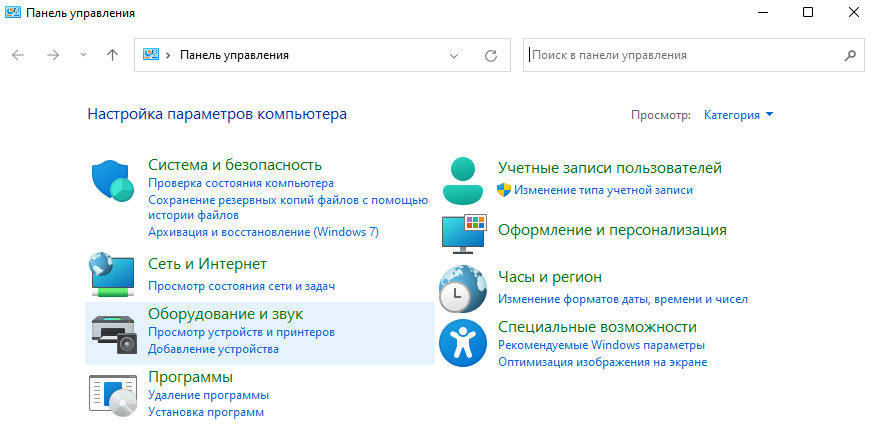 Панель управления
Панель управления
Поиск в панели управления
Настройка параметров компьютера
Просмотр:
Категория
Система и безопасность
Проверка состояния компьютера
Сохранение резервных копий файлов с помощью
истории файлов
Архивация и восстановление (Windows 7)
Сеть и Интернет
Просмотр состояния сети и задач
Оборудование и звук
Просмотр устройств и принтеров
Добавление устройства
Программы
Удаление программы
Установка программ
Учетные записи пользователей
Изменение типа учетной записи
Оформление и персонализация
Часы и регион
Изменение форматов даты, времени и чисел
Специальные возможности
Рекомендуемые Windows параметры
Оптимизация изображения на экране